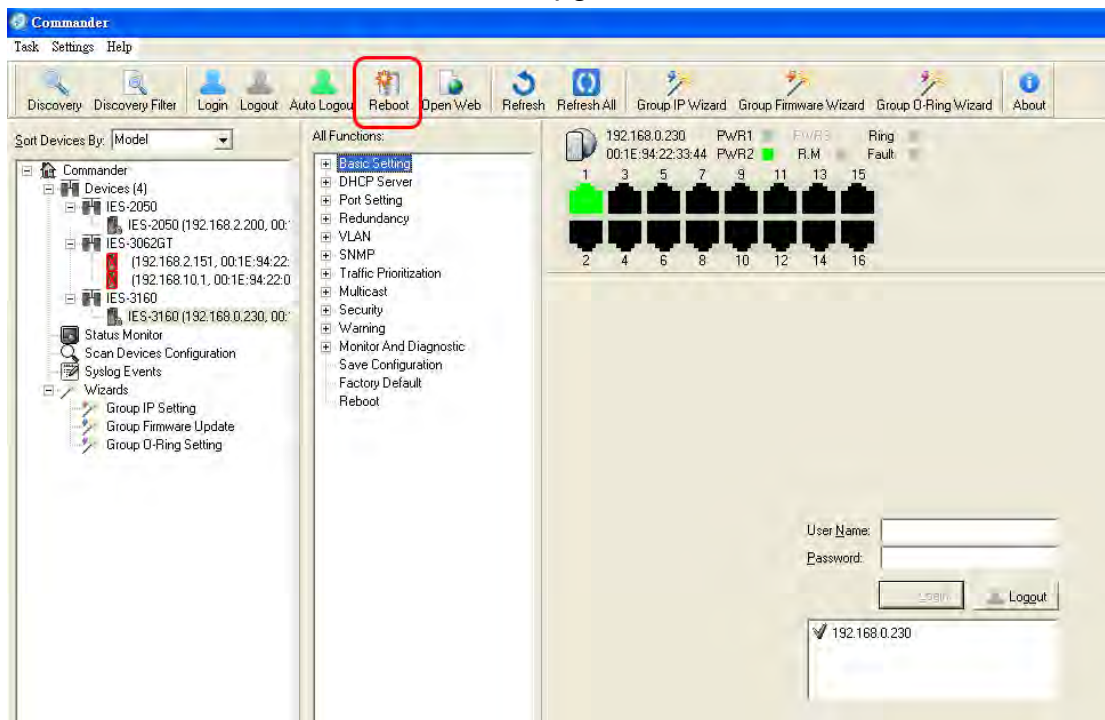 Commander
Task Settings Help
Discovery Discovery Filter Login Logout Auto Logou Reboot Open Web Refresh Refresh All Group IP Wizard Group Firmware Wizard Group O-Ring Wizard About
Sort Devices By: Model
Commander
Devices (4)
IES-2050
IES-2050 (192.168.2.200, 00:
IES-3062GT
(192.168.2.151, 00:1E:94:22:
(192.168.10.1, 00:1E:94:22:0
IES-3160
IES-3160 (192.168.0.230, 00:
Status Monitor
Scan Devices Configuration
Syslog Events
Wizards
Group IP Setting
Group Firmware Update
Group O-Ring Setting
All Functions:
Basic Setting
DHCP Server
Port Setting
Redundancy
VLAN
SNMP
Traffic Prioritization
Multicast
Security
Warning
Monitor And Diagnostic
Save Configuration
Factory Default
Reboot
192.168.0.230 PWR1 PWR3 Ring
00:1E:94:22:33:44 PWR2 R.M Fault
1 3 5 7 9 11 13 15
2 4 6 8 10 12 14 16
User Name:
Password:
Login Logout
192.168.0.230